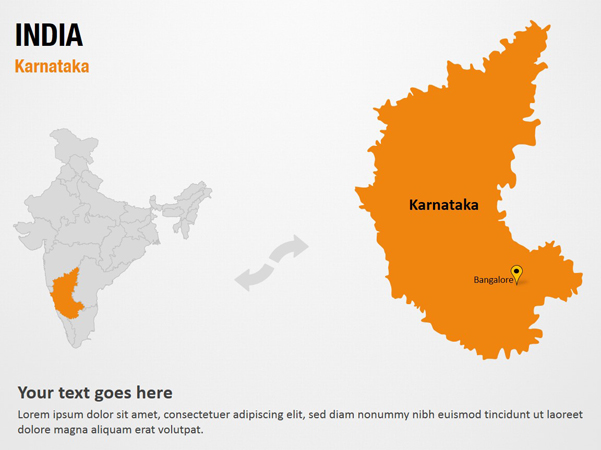 INDIA
Karnataka
Karnataka
Bangalore
Your text goes here
Lorem ipsum dolor sit amet, consectetuer adipiscing elit, sed diam nonummy nibh euismod tincidunt ut laoreet
dolore magna aliquam erat volutpat.